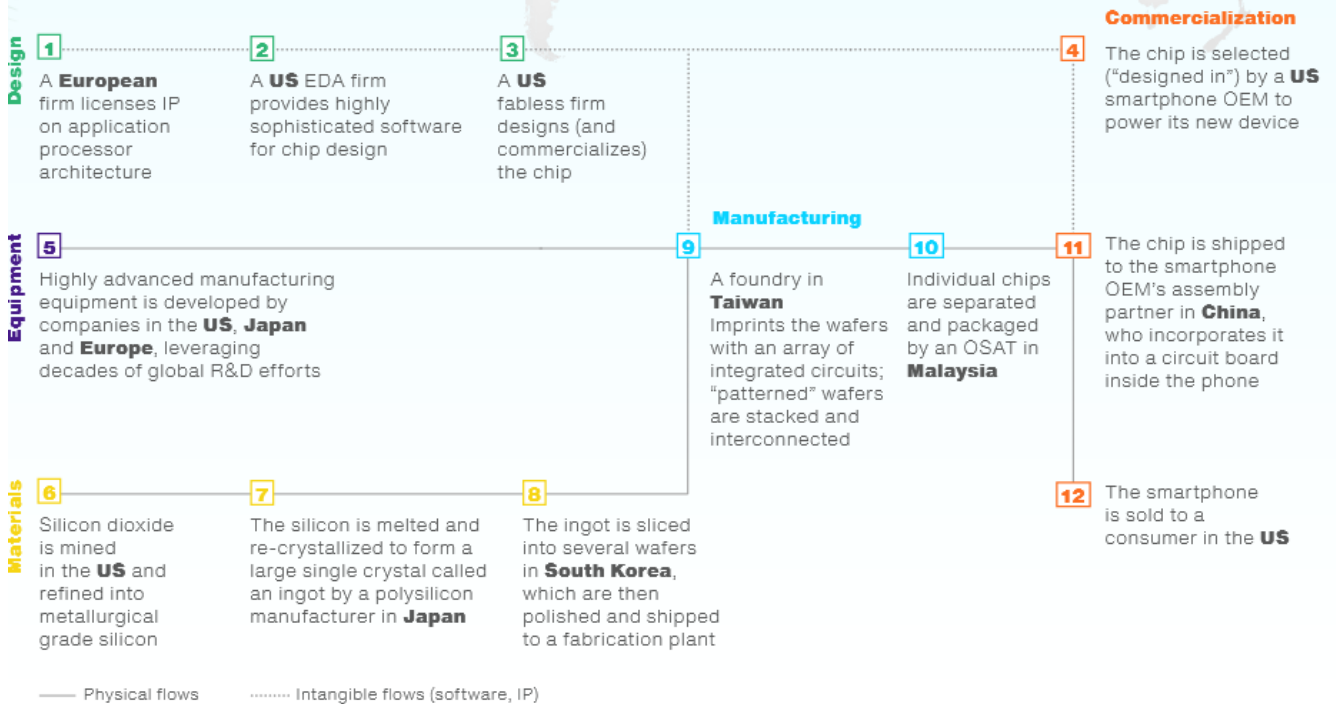 Commercialization
Design
1
2
3
4
A European
firm licenses IP
on application
processor
architecture
A US EDA firm
provides highly
sophisticated software
for chip design
A US
fabless firm
designs (and
commercializes)
the chip
The chip is selected
(“designed in”) by a US
smartphone OEM to
power its new device
Equipment
5
Manufacturing
9
10
11
Highly advanced manufacturing
equipment is developed by
companies in the US, Japan
and Europe, leveraging
decades of global R&D efforts
A foundry in
Taiwan
Imprints the wafers
with an array of
integrated circuits;
“patterned” wafers
are stacked and
interconnected
Individual chips
are separated
and packaged
by an OSAT in
Malaysia
The chip is shipped
to the smartphone
OEM’s assembly
partner in China,
who incorporates it
into a circuit board
inside the phone
Materials
6
7
8
12
Silicon dioxide
is mined
in the US and
refined into
metallurgical
grade silicon
The silicon is melted and
re-crystallized to form a
large single crystal called
an ingot by a polysilicon
manufacturer in Japan
The ingot is sliced
into several wafers
in South Korea,
which are then
polished and shipped
to a fabrication plant
The smartphone
is sold to a
consumer in the US
Physical flows
Intangible flows (software, IP)